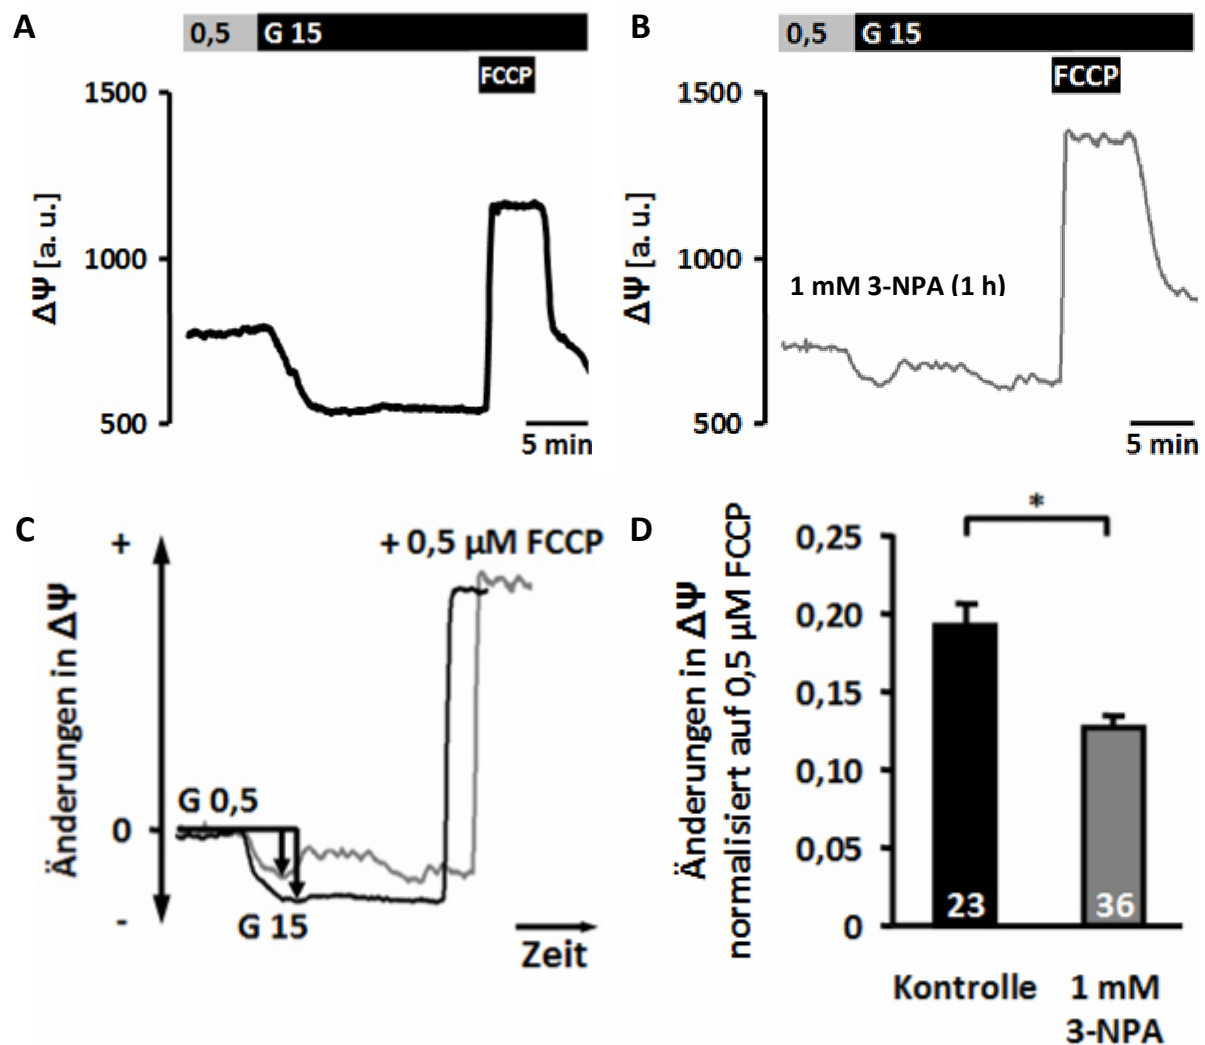 A
0,5
G 15
FCCP
1500
1000
500
ΔΨ [a. u.]
5 min
B
0,5
G 15
FCCP
1500
1000
500
ΔΨ [a. u.]
1 mM 3-NPA (1 h)
5 min
C
+
0
-
Änderungen in ΔΨ
+ 0,5 µM FCCP
G 0,5
G 15
Zeit
D
*
Änderungen in ΔΨ
normalisiert auf 0,5 µM FCCP
0,25
0,20
0,15
0,10
0,05
0
23
36
Kontrolle
1 mM
3-NPA